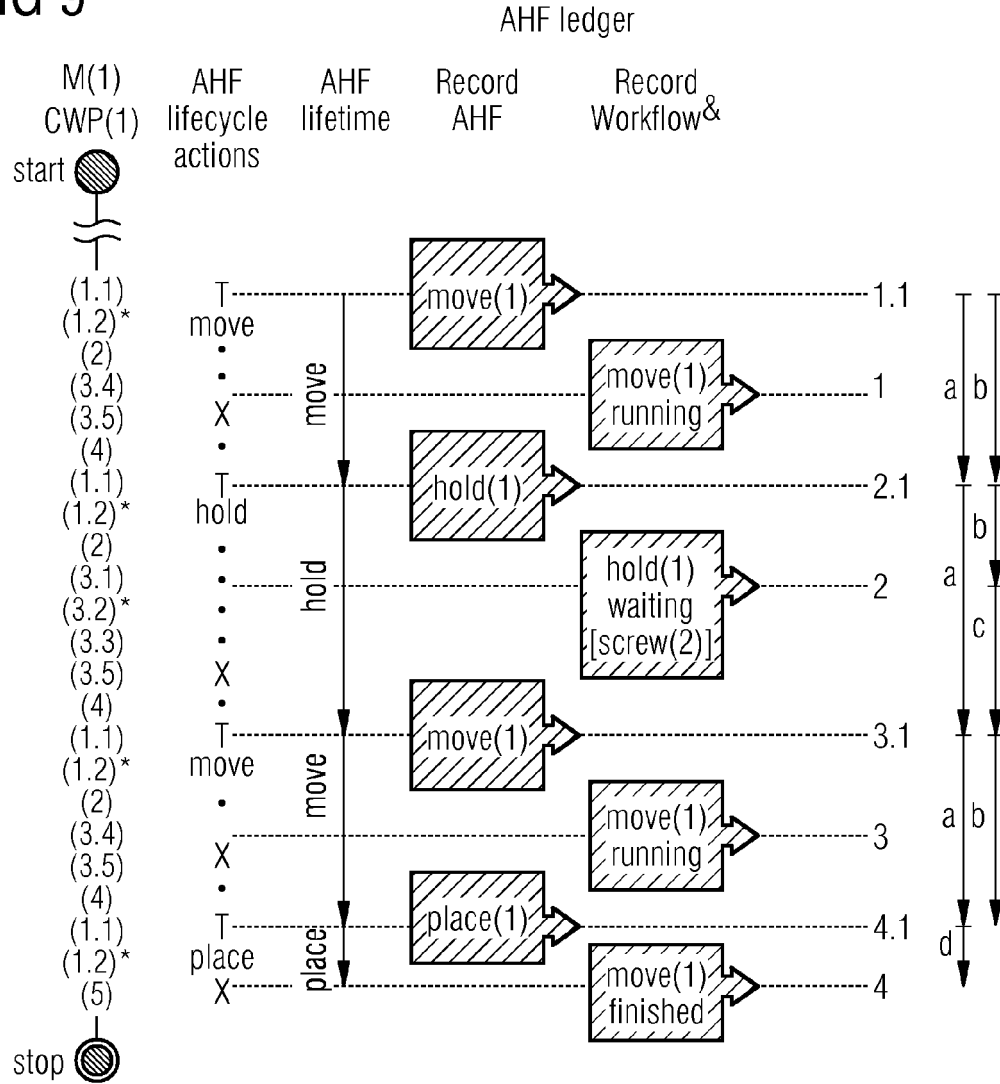 AHF ledger
M(1)
CWP(1)
AHF
lifecycle
actions
AHF
lifetime
Record
AHF
Record
Workflow&
start
(1.1)
(1.2)*
(2)
(3.4)
(3.5)
(4)
(1.1)
(1.2)*
(2)
(3.1)
(3.2)*
(3.3)
(3.5)
(4)
(1.1)
(1.2)*
(2)
(3.4)
(3.5)
(4)
(1.1)
(1.2)*
(5)
stop
T
move
X
T
hold
X
T
move
X
T
place
X
move
hold
move
place
move(1)
hold(1)
move(1)
place(1)
move(1)
running
hold(1)
waiting
[screw(2)]
move(1)
running
move(1)
finished
1.1
1
2.1
2
3.1
3
4.1
4
a b
a
b
c
a b
d